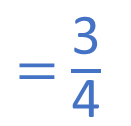 = 3/4